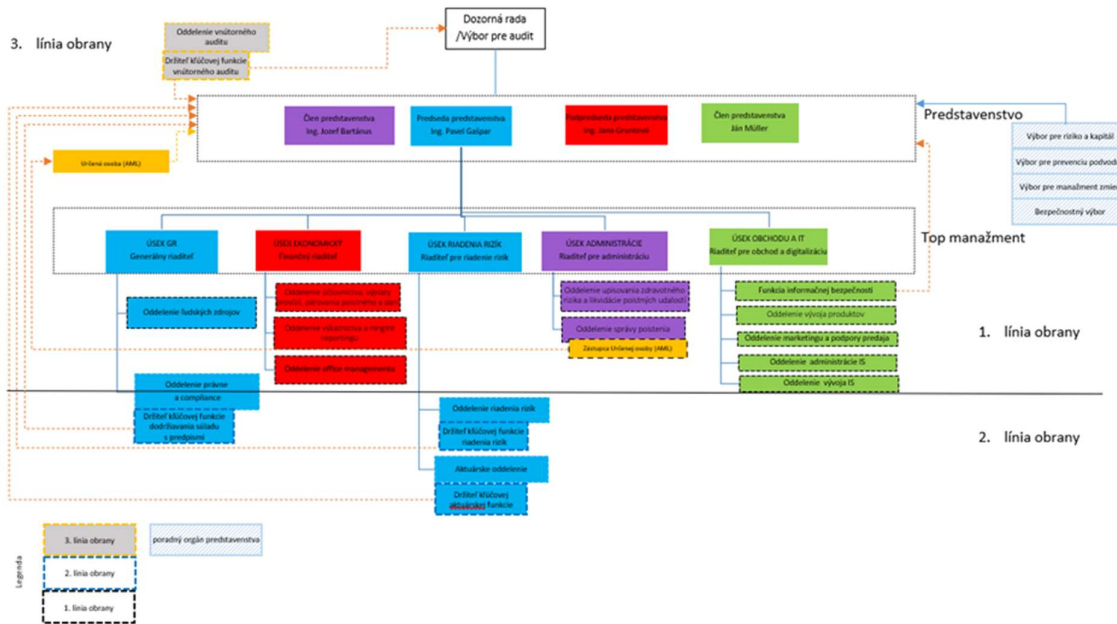 Dozorná rada
/Výbor pre audit
3. línia obrany
Oddelenie vnútorného
auditu
Držiteľ kľúčovej funkcie
vnútorného auditu
Člen predstavenstva
Ing. Jozef Bartánus
Predseda predstavenstva
Ing. Pavel Gašpar
Podpredseda predstavenstva
Ing. Jana
Člen predstavenstva
Ján Müller
Predstavenstvo
Výbor pre riziko a kapitál
Výbor pre prevenciu podvodu
Výbor pre manažment zmien
Bezpečnostný výbor
Určená osoba (AML)
ÚSEK GR
Generálny riaditeľ
ÚSEK EKONOMICKÝ
Finančný riaditeľ
ÚSEK RIADENIA RIZÍK
Riaditeľ pre riadenie rizík
ÚSEK ADMINISTRÁCIE
Riaditeľ pre administráciu
ÚSEK OBCHODU A IT
Riaditeľ pre obchod a digitalizáciu
Top manažment
Oddelenie ľudských zdrojov
Oddelenie účtovníctva,
Oddelenie
reportingu
Oddelenie office managementu
Oddelenie upisovania zdravotného
rizika a likvidácie poistných udalostí
Oddelenie správy poistenia
Zástupca Určenej osoby (AML)
Funkcia informačnej bezpečnosti
Oddelenie vývoja produktov
Oddelenie marketingu a podpory predaja
Oddelenie administrácie IS
Oddelenie vývoja IS
1. línia obrany
Oddelenie právne
a compliance
Držiteľ kľúčovej funkcie
dodržiavania súladu
s predpismi
Oddelenie riadenia rizík
Držiteľ kľúčovej funkcie
riadenia rizík
Aktuárske oddelenie
Držiteľ kľúčovej
aktuárskej funkcie
2. línia obrany
Legenda
3. línia obrany
poradný orgán predstavenstva
2. línia obrany
1. línia obrany